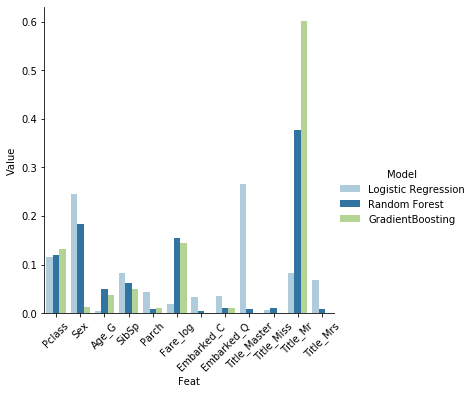 0.6
0.5
0.4
0.3
0.2
0.1
0.0
Value
Pclass
Sex
Age_G
SibSp
Parch
Fare_log
Embarked_C
Embarked_Q
Title_Master
Title_Miss
Title_Mr
Title_Mrs
Feat
Model
Logistic Regression
Random Forest
GradientBoosting